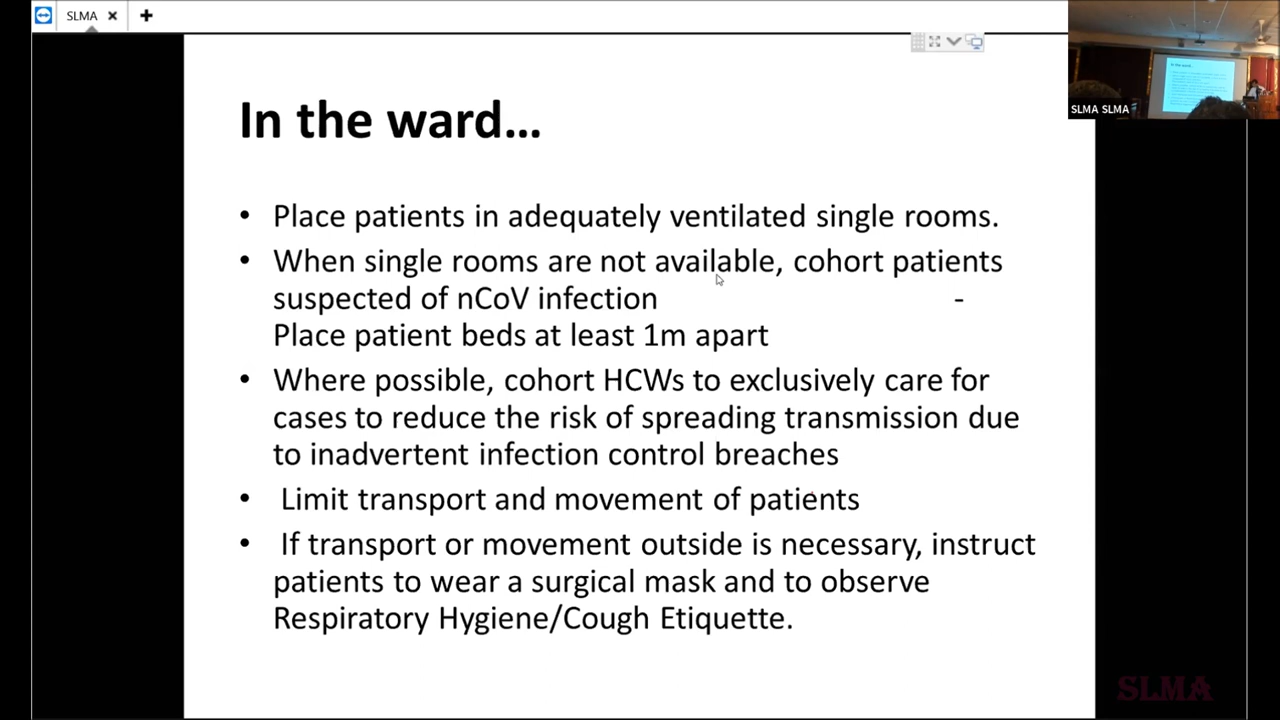 SLMA
In the ward...
SLMA SLMA
• Place patients in adequately ventilated single rooms.
• When single rooms are not available, cohort patients
suspected of nCoV infection -
Place patient beds at least 1m apart
• Where possible, cohort HCWs to exclusively care for
cases to reduce the risk of spreading transmission due
to inadvertent infection control breaches
• Limit transport and movement of patients
• If transport or movement outside is necessary, instruct
patients to wear a surgical mask and to observe
Respiratory Hygiene/Cough Etiquette.
SLMA